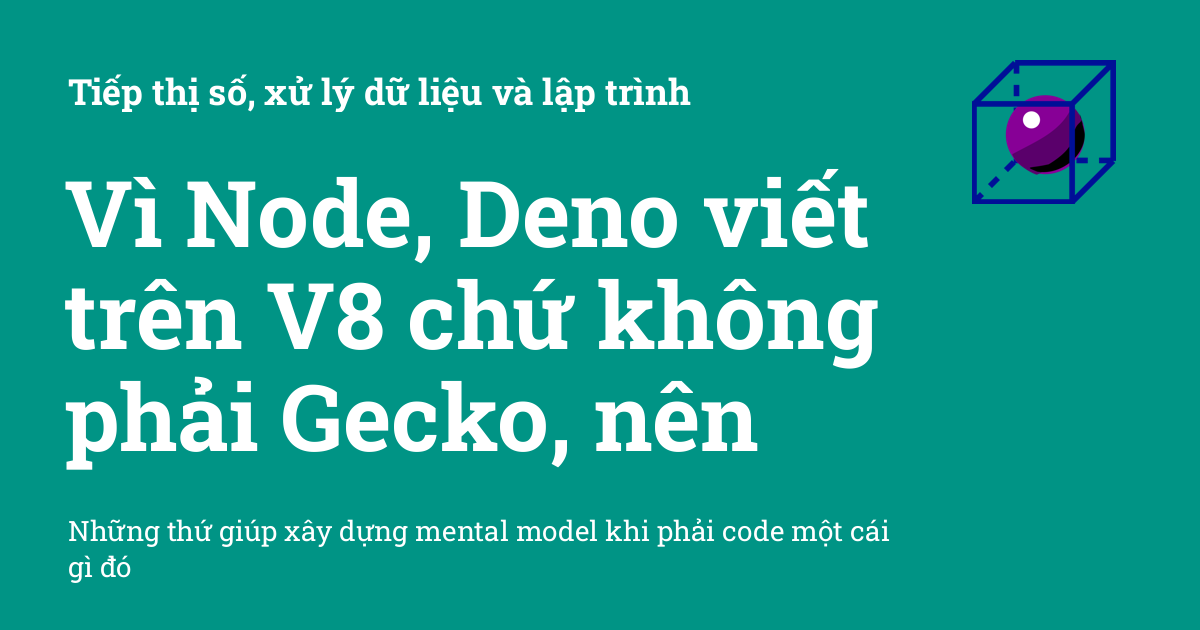 Tiếp thị số, xử lý dữ liệu và lập trình
Vì Node, Deno viết
trên V8 chứ không
phải Gecko, nên
Những thứ giúp xây dựng mental model khi phải code một cái
gì đó